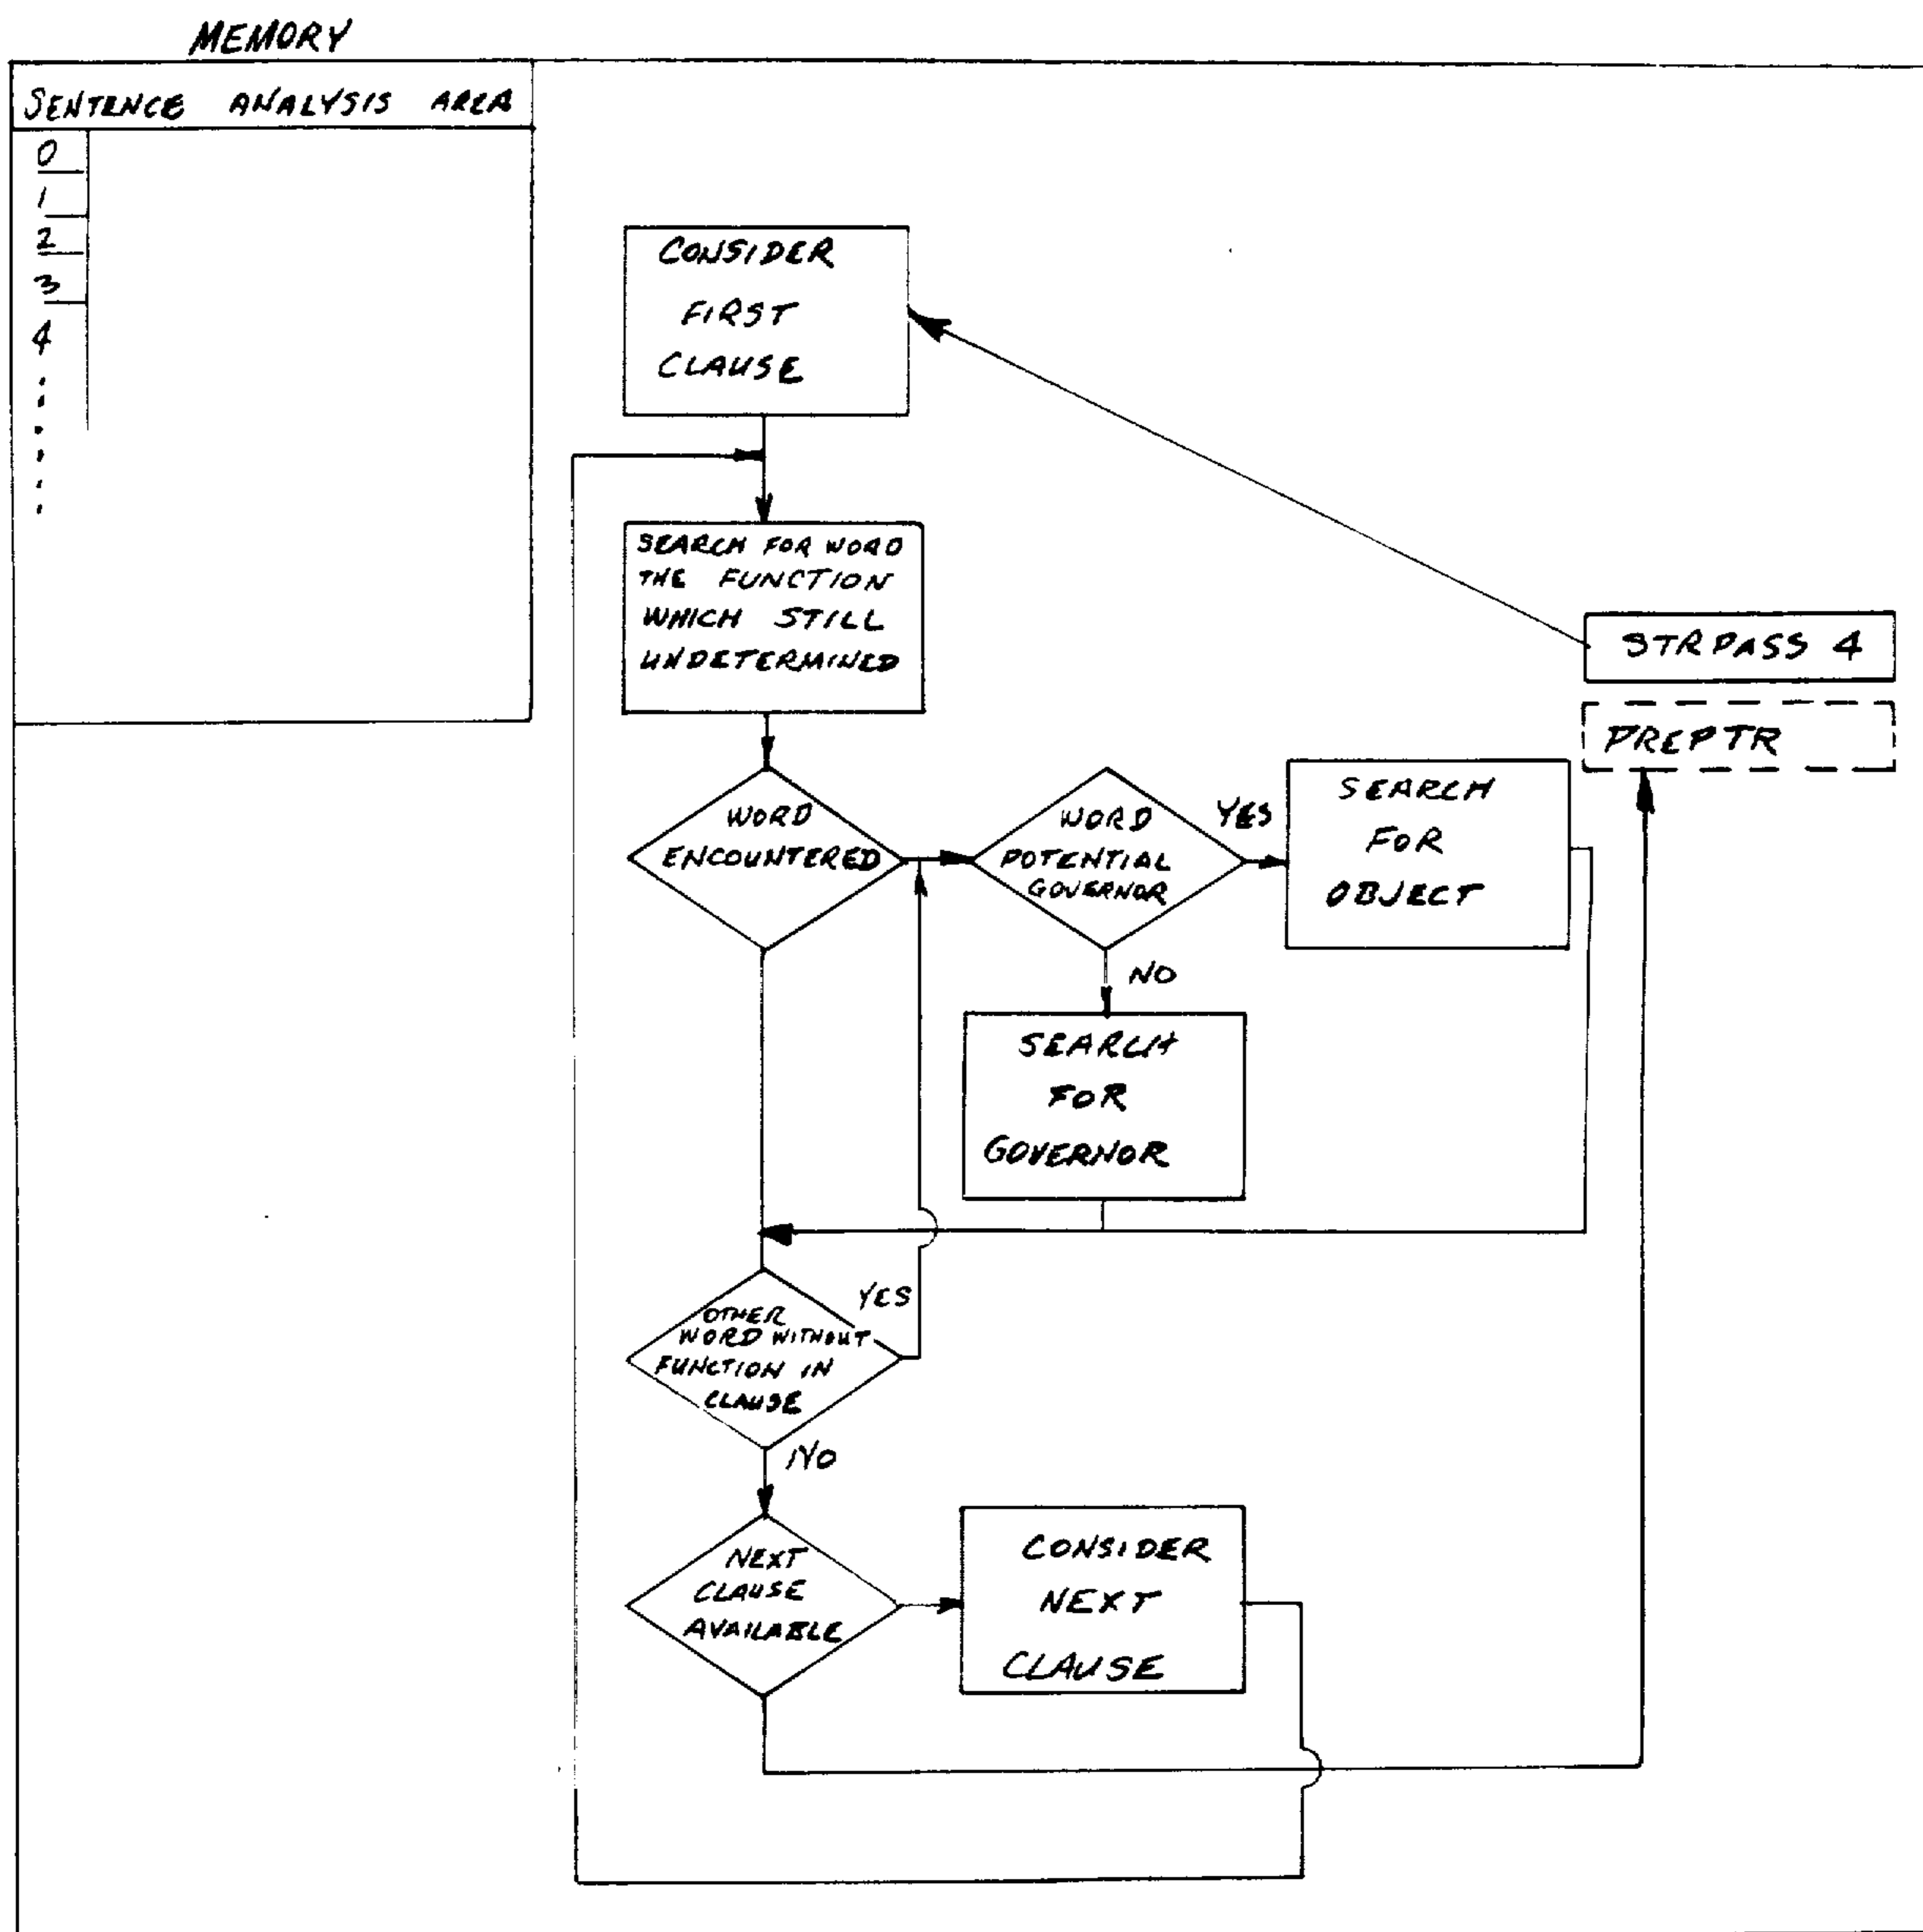 MEMORY
SENTENCE ANALYSIS AREA
0
1
2
3
4
CONSIDER
FIRST
CLAUSE
SEARCH FOR WORD
THE FUNCTION
WHICH STILL
UNDETERMINED
STRPASS 4
PREPTR
WORD
ENCOUNTERED
WORD
POTENTIAL
GOVERNOR
YES
SEARCH
FOR
OBJECT
NO
SEARCH
FOR
GOVERNOR
OTHER
WORD WITHOUT
FUNCTION IN
CLAUSE
YES
NO
NEXT
CLAUSE
AVAILABLE
CONSIDER
NEXT
CLAUSE